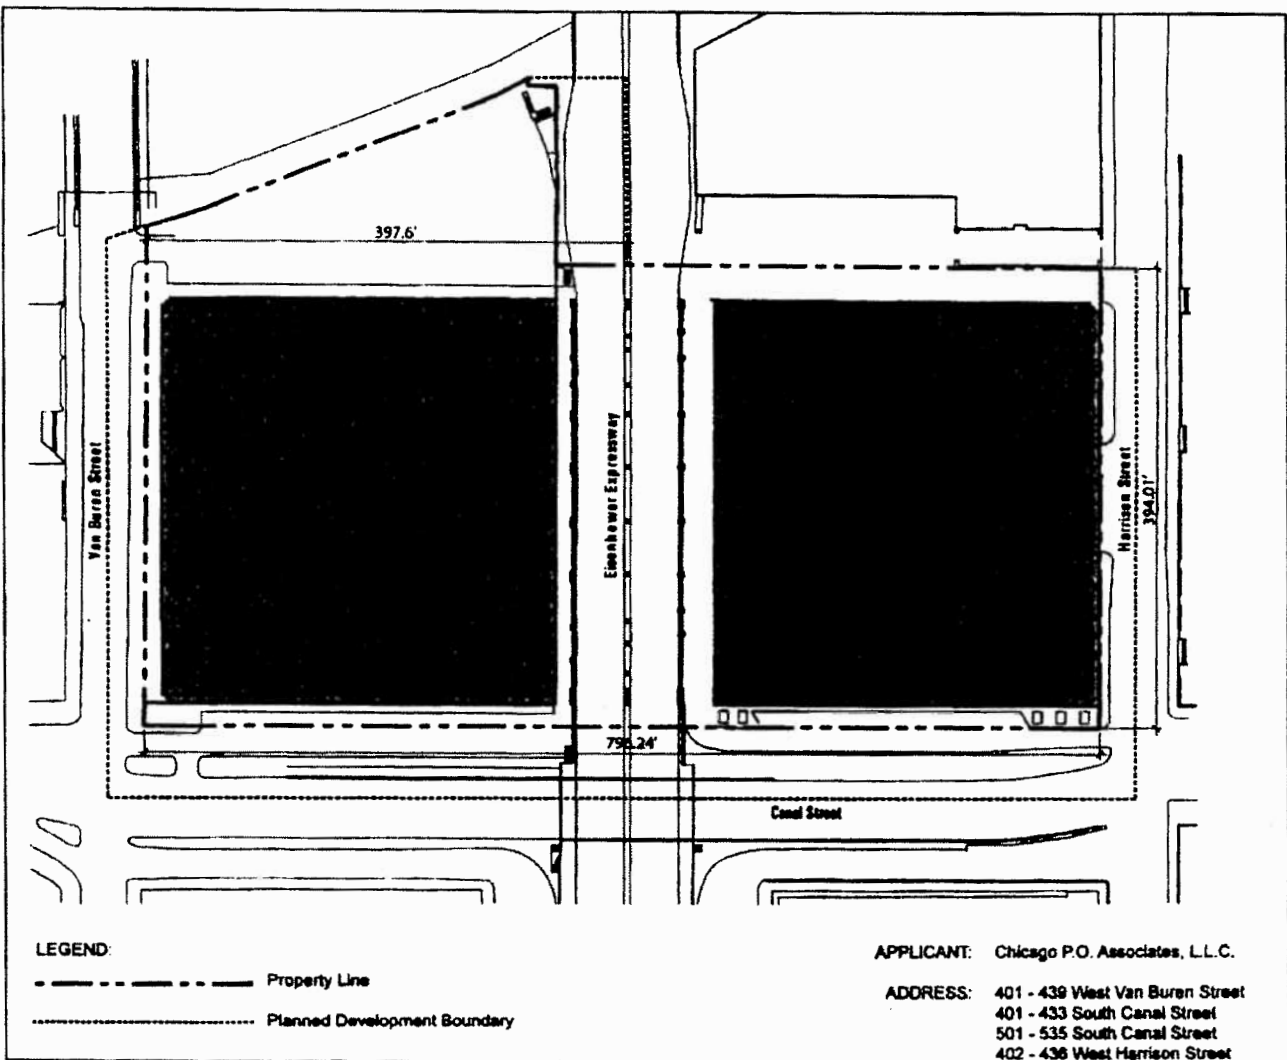 397.6'
Van Buren Street
Eisenhower Expressway
Harrison Street
394.01'
Canal Street
LEGEND:
Property Line
Planned Development Boundary
APPLICANT: Chicago P.O. Associates, L.L.C.
ADDRESS: 401 - 439 West Van Buren Street
401 - 433 South Canal Street
501 - 535 South Canal Street
402 - 436 West Harrison Street